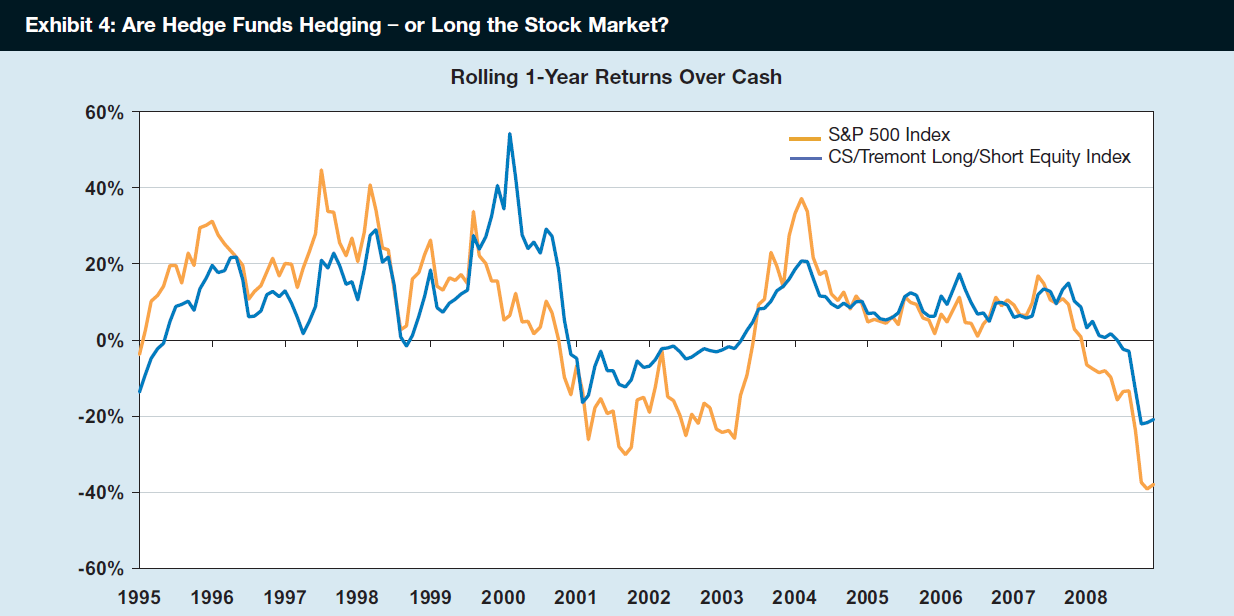 Exhibit 4: Are Hedge Funds Hedging – or Long the Stock Market?
Rolling 1-Year Returns Over Cash
60%
S&P 500 Index
CS/Tremont Long/Short Equity Index
40%
20%
0%
-20%
-40%
-60%
1995 1996 1997 1998 1999 2000 2001 2002 2003 2004 2005 2006 2007 2008